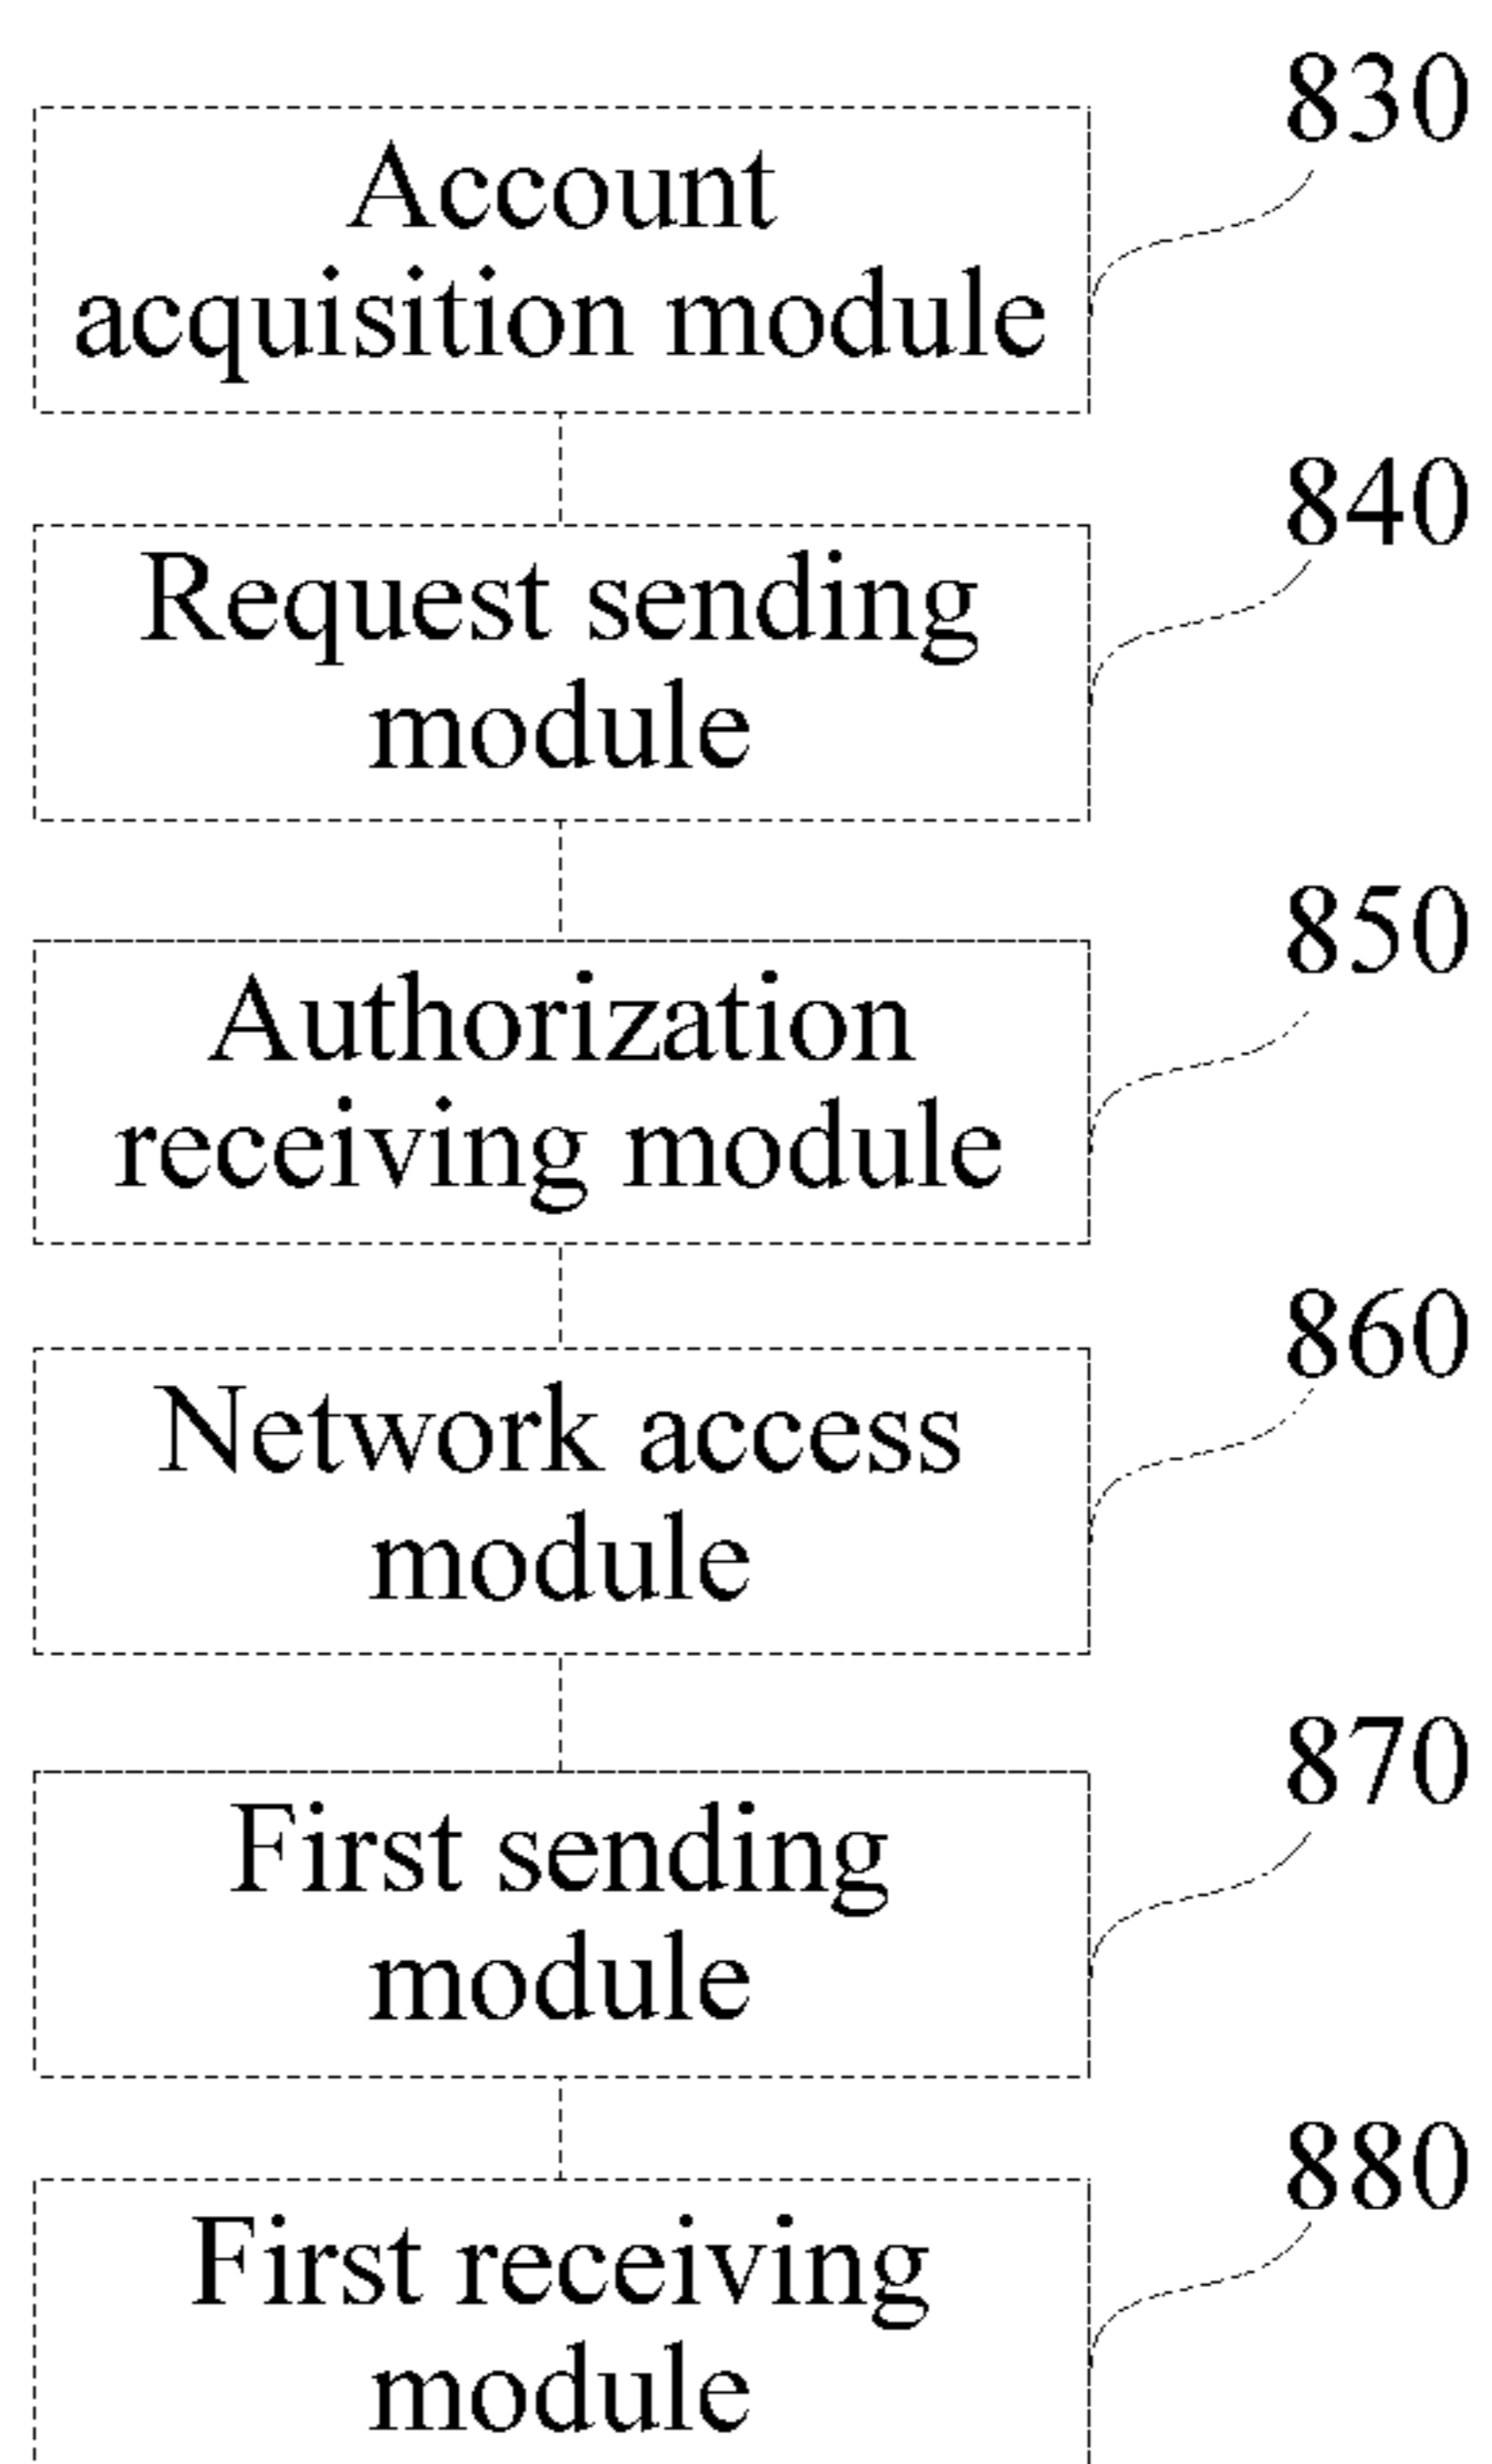 830
Account
acquisition module
840
Request sending
module
850
Authorization
receiving module
860
Network access
module
870
First sending
module
880
First receiving
module